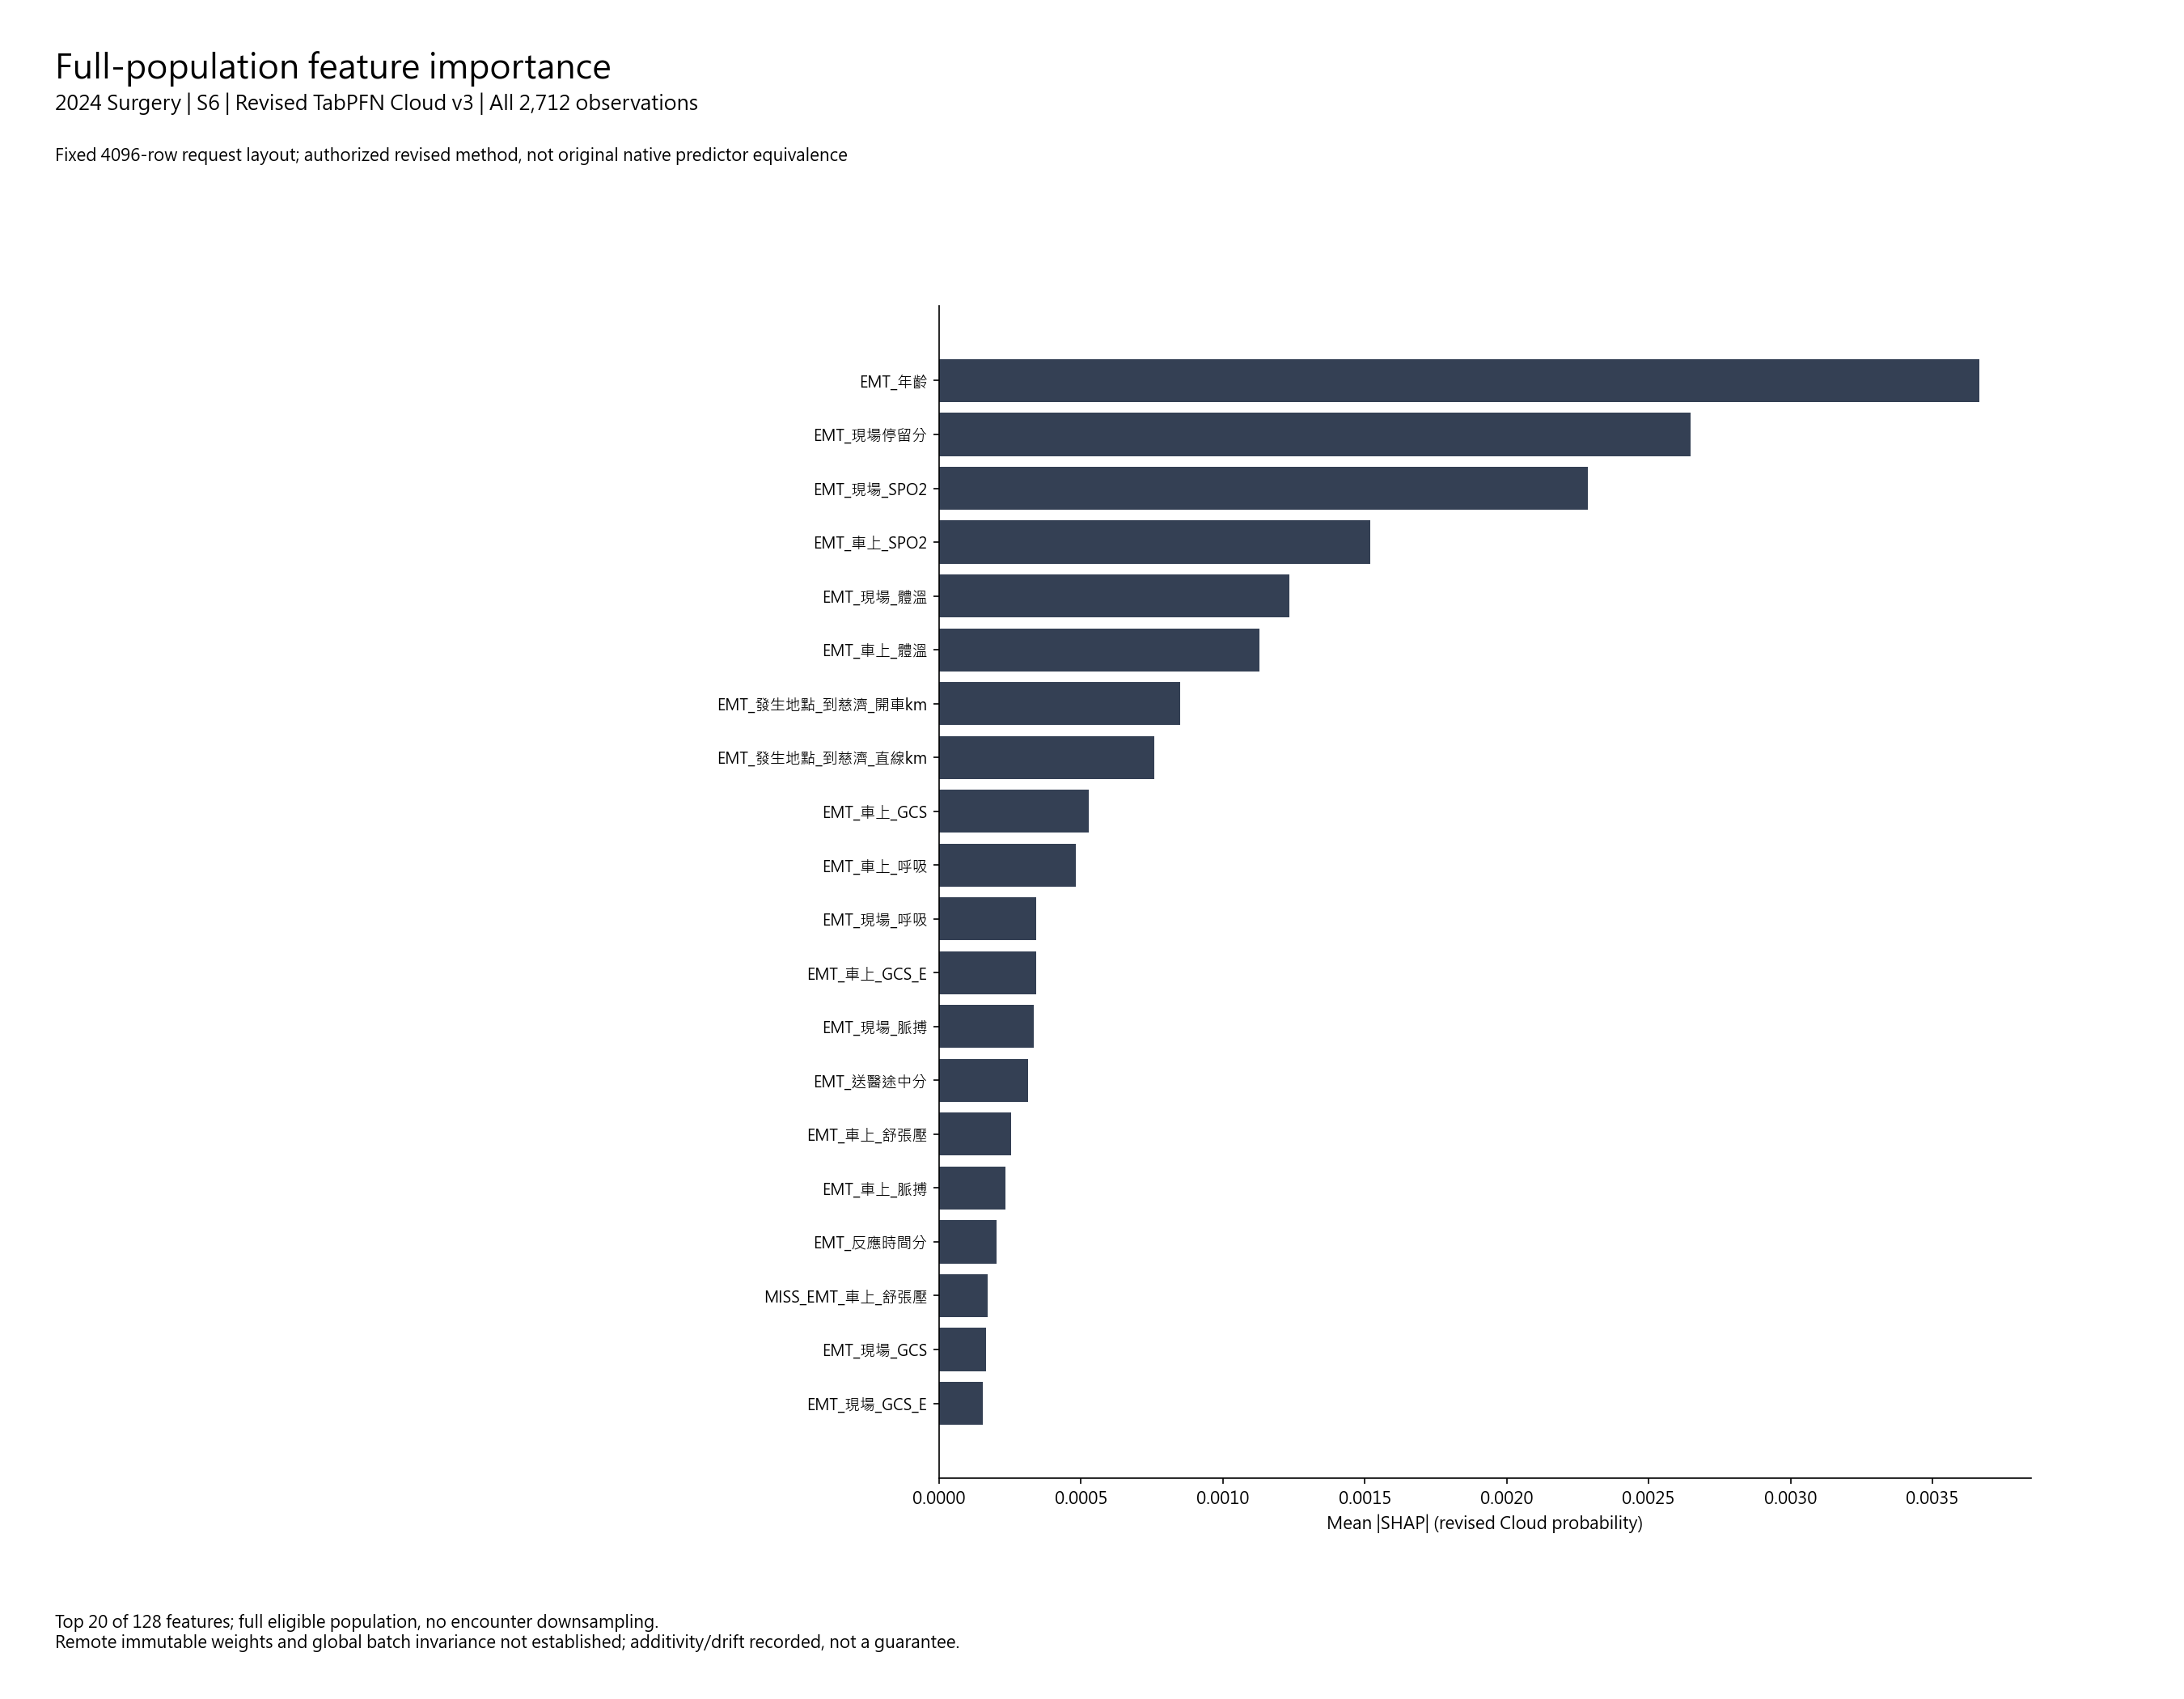 Full-population feature importance
2024 Surgery | S6 | Revised TabPFN Cloud v3 | All 2,712 observations
Fixed 4096-row request layout; authorized revised method, not original native predictor equivalence
EMT_年齡
EMT_現場停留分
EMT_現場_SPO2
EMT_車上_SPO2
EMT_現場_體溫
EMT_車上_體溫
EMT_發生地點_到慈濟_開車km
EMT_發生地點_到慈濟_直線km
EMT_車上_GCS
EMT_車上_呼吸
EMT_現場_呼吸
EMT_車上_GCS_E
EMT_現場_脈搏
EMT_送醫途中分
EMT_車上_舒張壓
EMT_車上_脈搏
EMT_反應時間分
MISS_EMT_車上_舒張壓
EMT_現場_GCS
EMT_現場_GCS_E
0.0000 0.0005 0.0010 0.0015 0.0020 0.0025 0.0030 0.0035
Mean |SHAP| (revised Cloud probability)
Top 20 of 128 features; full eligible population, no encounter downsampling.
Remote immutable weights and global batch invariance not established; additivity/drift recorded, not a guarantee.